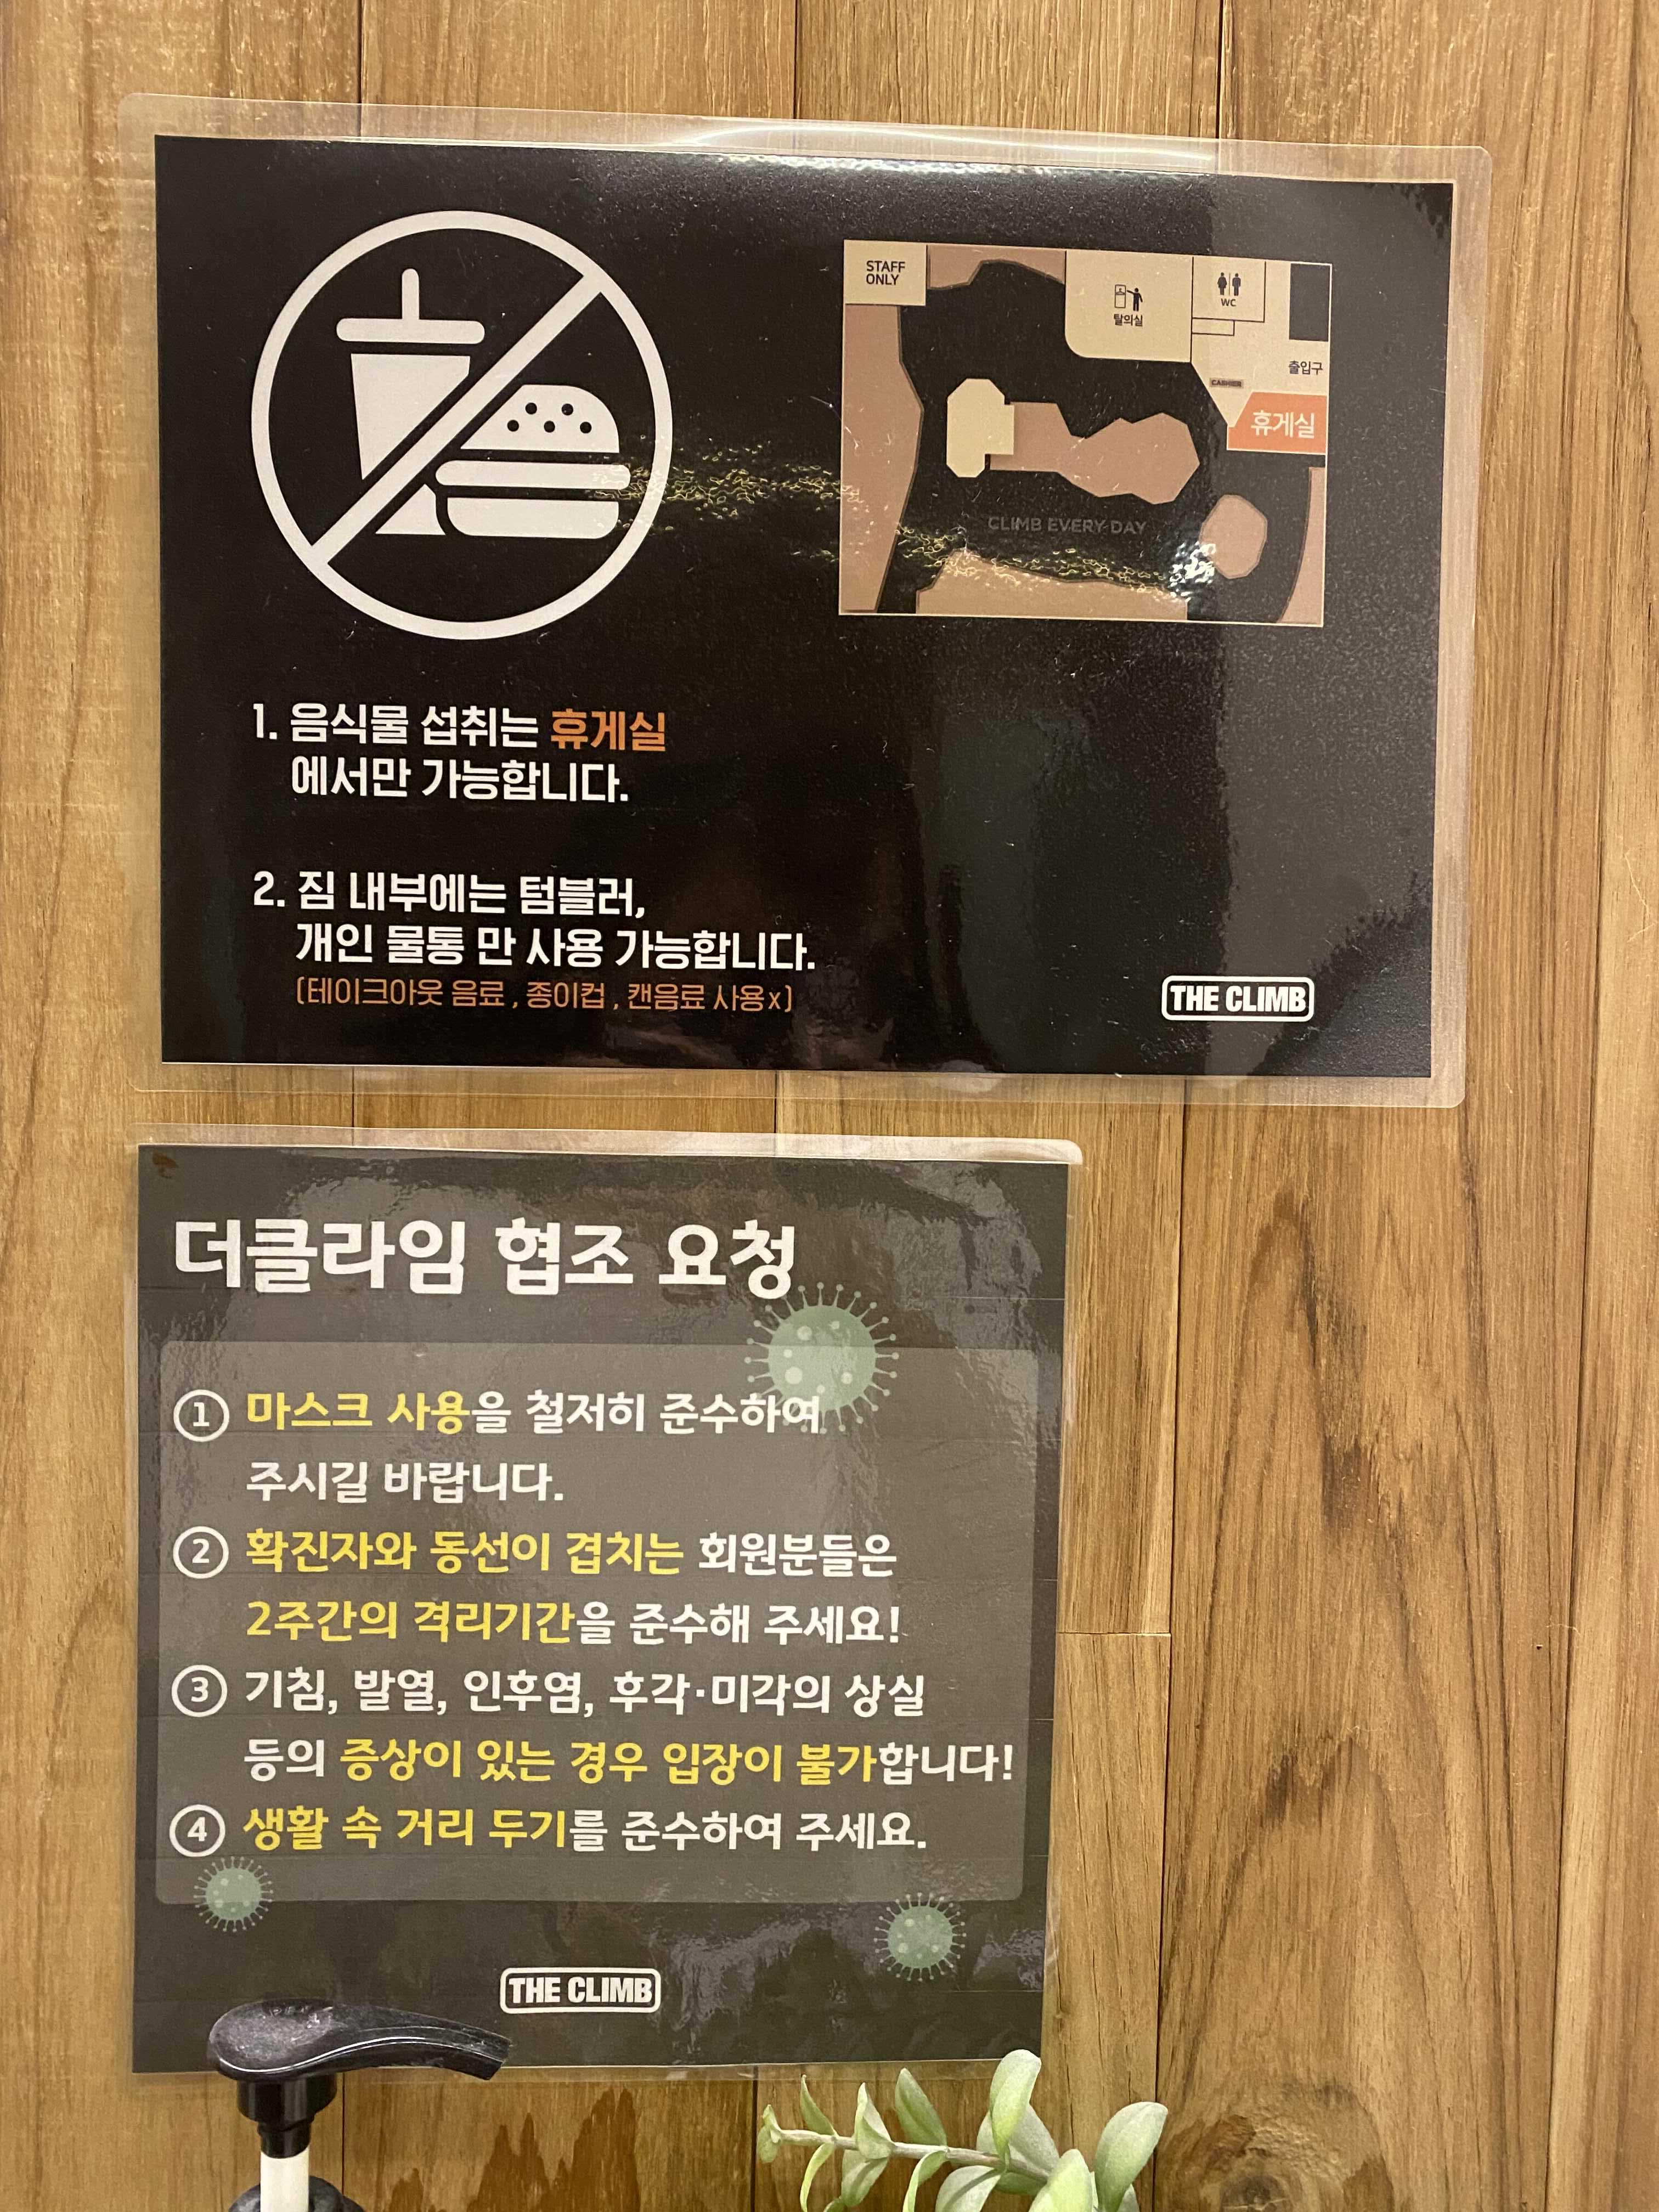 STAFF
ONLY
탈의실
WC
출입구
CASHIER
휴게실
CLIMB EVERY DAY
1. 음식물 섭취는 휴게실
에서만 가능합니다.
2. 짐 내부에는 텀블러,
개인 물통 만 사용 가능합니다.
(테이크아웃 음료 , 종이컵 , 캔음료 사용x)
THE CLIMB
더클라임 협조 요청
① 마스크 사용을 철저히 준수하여
주시길 바랍니다.
② 확진자와 동선이 겹치는 회원분들은
2주간의 격리기간을 준수해 주세요!
③ 기침, 발열, 인후염, 후각·미각의 상실
등의 증상이 있는 경우 입장이 불가합니다!
④ 생활 속 거리 두기를 준수하여 주세요.
THE CLIMB